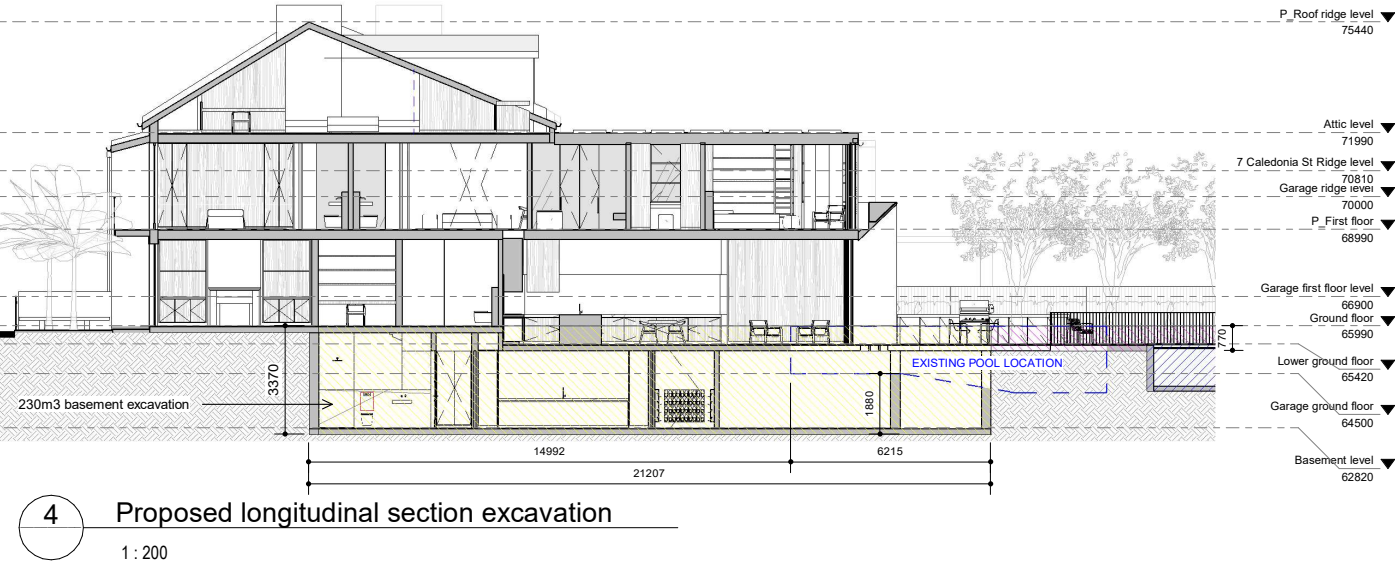 P_Roof ridge level
75440
Attic level
71990
7 Caledonia St Ridge level
70810
Garage ridge level
70000
P_First floor
68990
Garage first floor level
66900
Ground floor
65990
770
Lower ground floor
65420
EXISTING POOL LOCATION
3370
1880
230m3 basement excavation
Garage ground floor
64500
Basement level
62820
14992
6215
21207
4
Proposed longitudinal section excavation
1 : 200